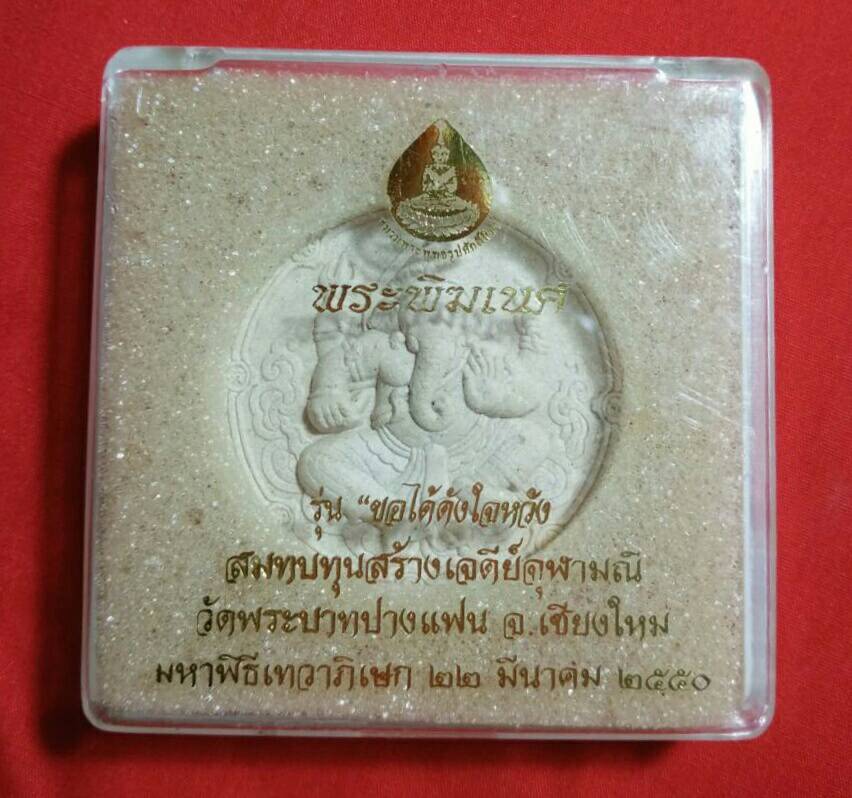 พระพิฆเนศ
รุ่น “ขอได้ดังใจหวัง
สมทบทุนสร้างเจดีย์จุฬามณี
วัดพระบาทปางแฟน จ.เชียงใหม
มหาพิธีเทวาภิเษก ๒๒ มีนาคม ๒๕๕๐